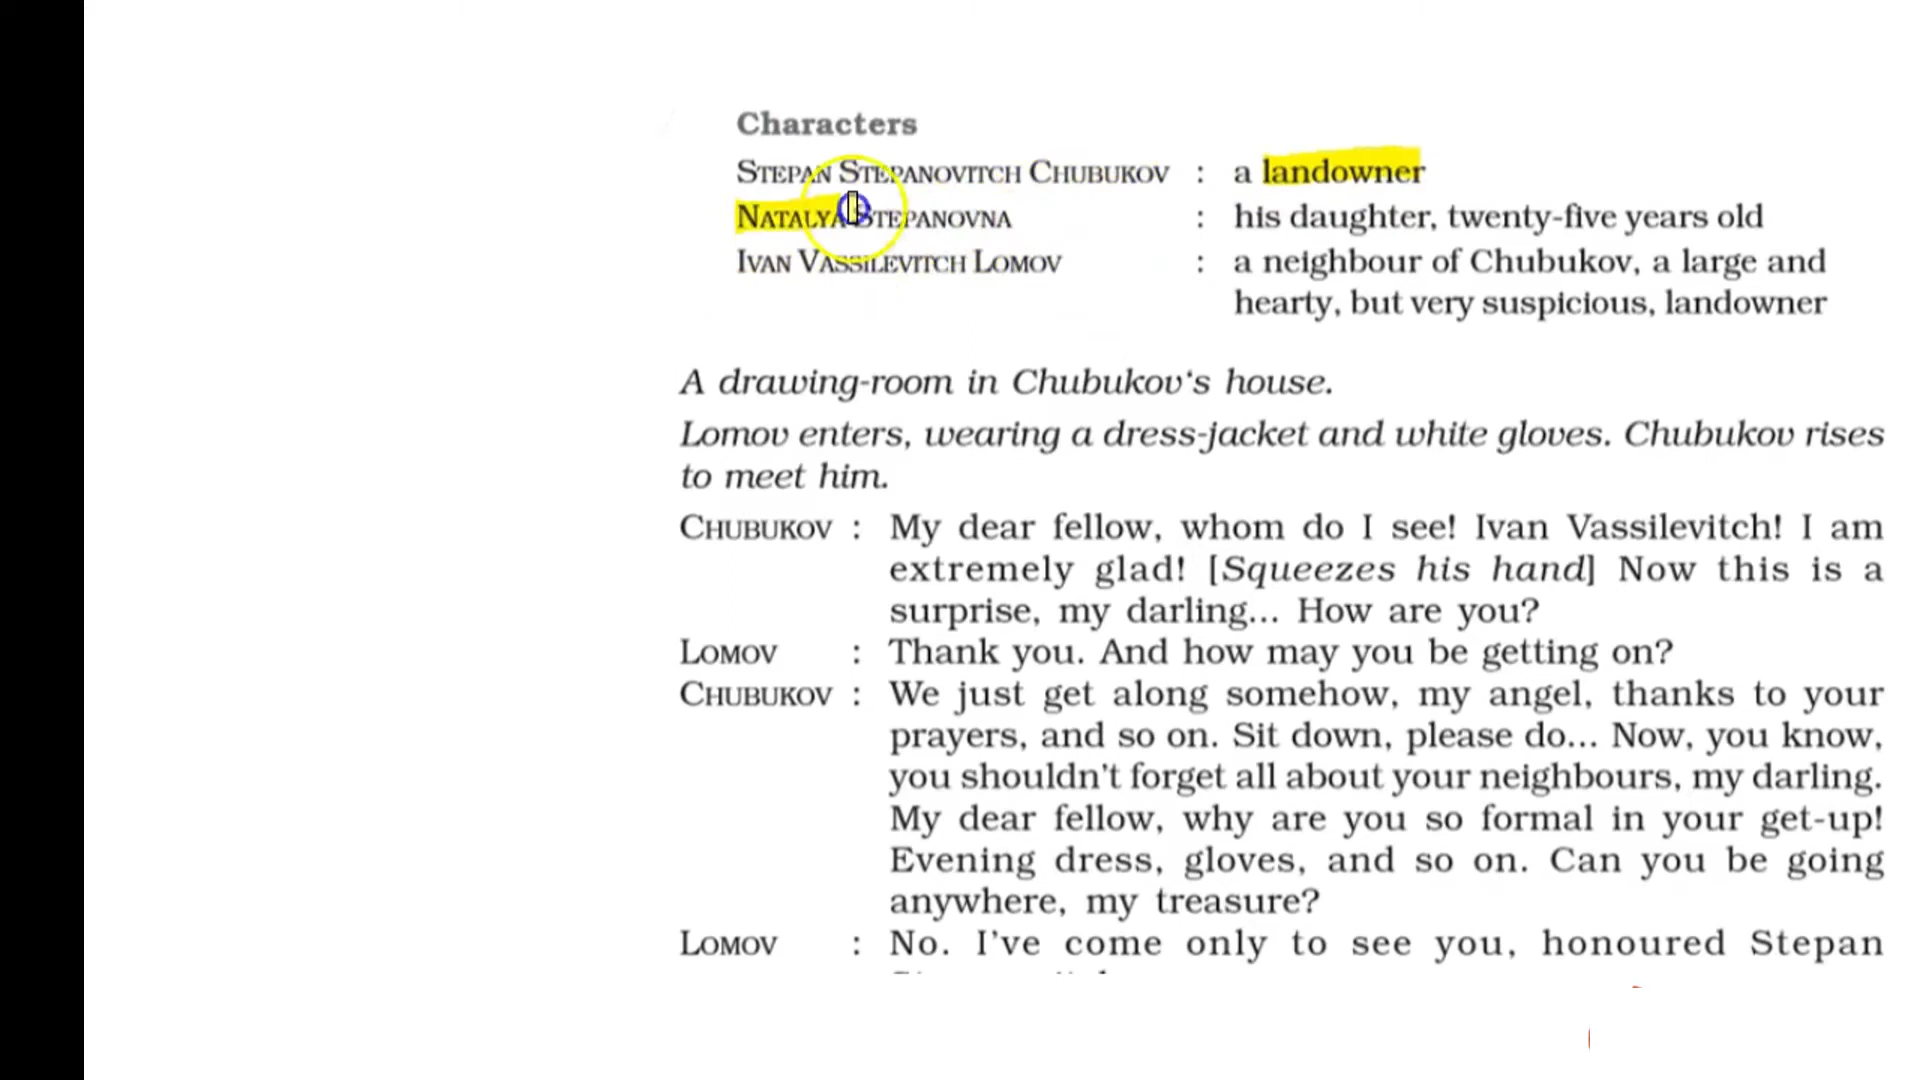 Characters
STEPAN STEPANOVITCH CHUBUKOV : a landowner
NATALYA STEPANOVNA : his daughter, twenty-five years old
IVAN VASSILEVITCH LOMOV : a neighbour of Chubukov, a large and
hearty, but very suspicious, landowner
A drawing-room in Chubukov‘s house.
Lomov enters, wearing a dress-jacket and white gloves. Chubukov rises
to meet him.
CHUBUKOV : My dear fellow, whom do I see! Ivan Vassilevitch! I am
extremely glad! [Squeezes his hand] Now this is a
surprise, my darling... How are you?
LOMOV : Thank you. And how may you be getting on?
CHUBUKOV : We just get along somehow, my angel, thanks to your
prayers, and so on. Sit down, please do... Now, you know,
you shouldn't forget all about your neighbours, my darling.
My dear fellow, why are you so formal in your get-up!
Evening dress, gloves, and so on. Can you be going
anywhere, my treasure?
LOMOV : No. I've come only to see you, honoured Stepan